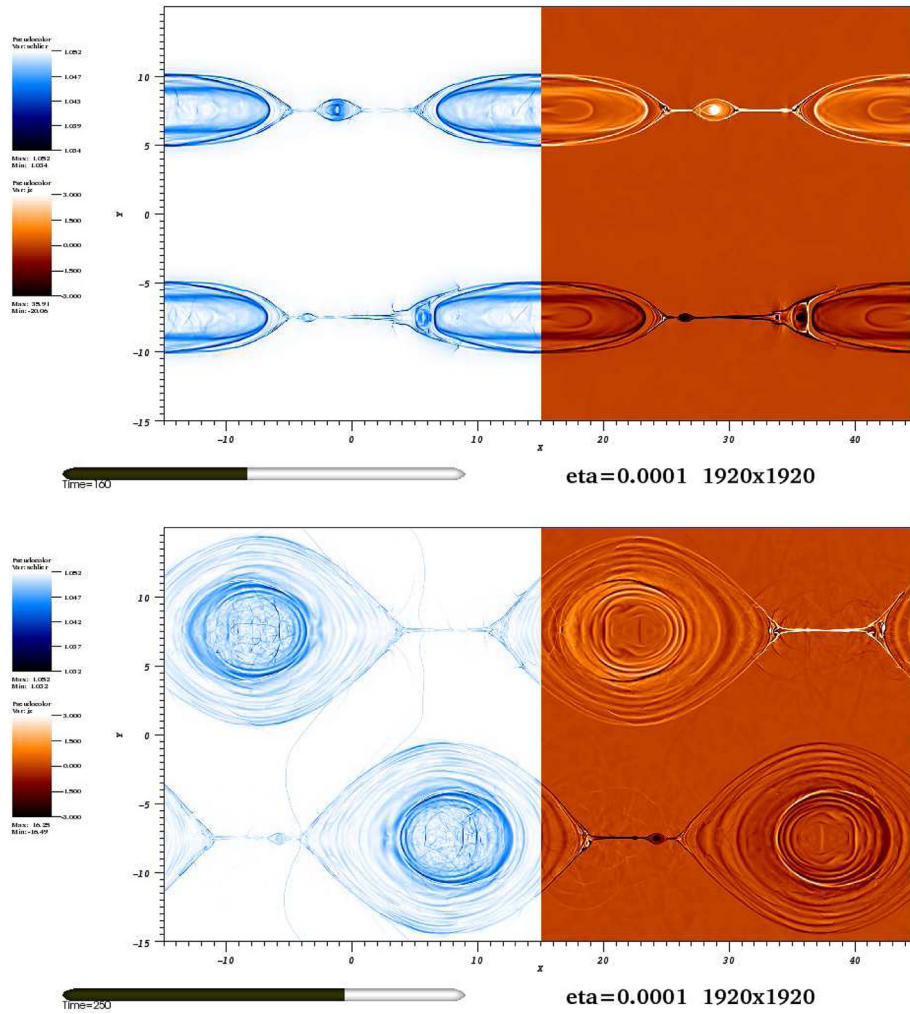 Pseudocolor
Var: schlier
1.052
1.047
1.043
1.039
1.034
Max: 1.052
Min: 1.034
Pseudocolor
Var: jz
3.000
1.500
0.000
-1.500
-3.000
Max: 35.91
Min: -20.06
10
5
0
-5
-10
-15
Y
-10
0
10
20
30
40
X
Time=160
eta=0.0001 1920x1920
Pseudocolor
Var: schlier
1.052
1.047
1.042
1.037
1.032
Max: 1.052
Min: 1.032
Pseudocolor
Var: jz
3.000
1.500
0.000
-1.500
-3.000
Max: 16.25
Min: -16.49
10
5
0
-5
-10
-15
Y
-10
0
10
20
30
40
X
Time=250
eta=0.0001 1920x1920